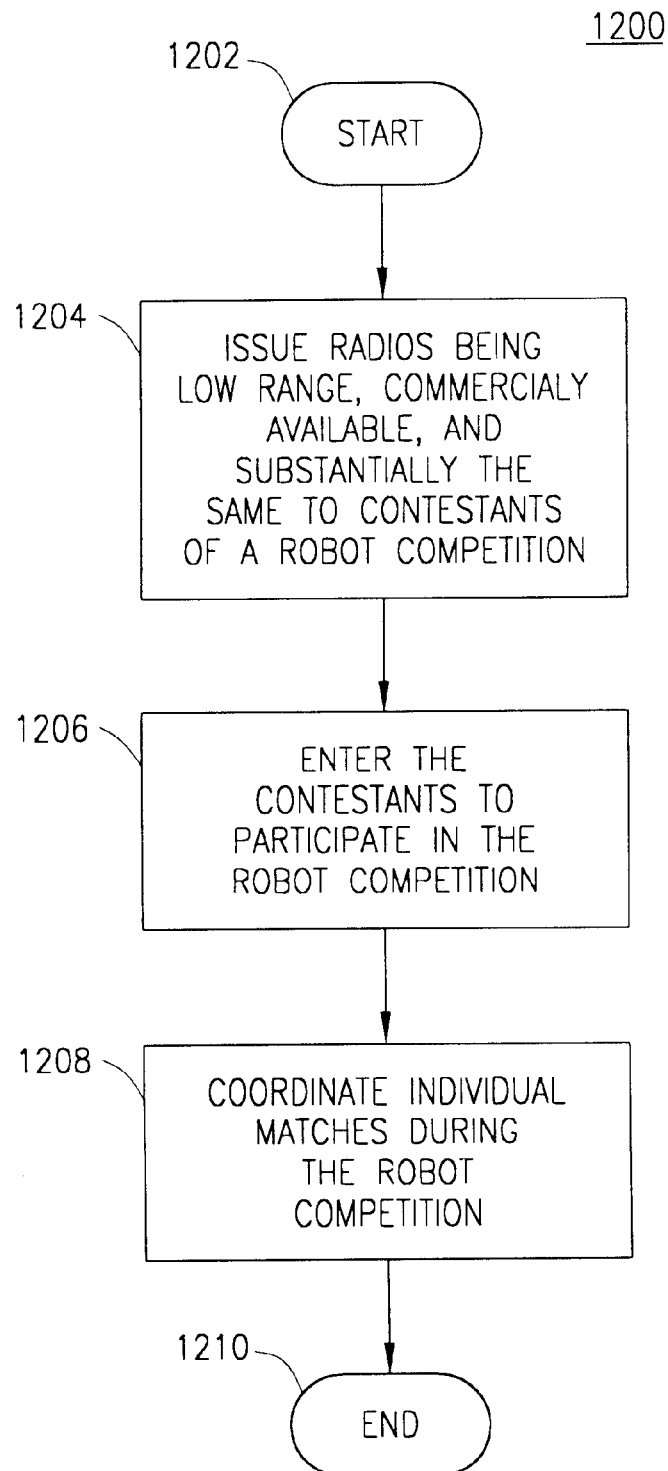 1200
1202
START
1204
ISSUE RADIOS BEING
LOW RANGE, COMMERCIALY
AVAILABLE, AND
SUBSTANTIALLY THE
SAME TO CONTESTANTS
OF A ROBOT COMPETITION
1206
ENTER THE
CONTESTANTS TO
PARTICIPATE IN THE
ROBOT COMPETITION
1208
COORDINATE INDIVIDUAL
MATCHES DURING
THE ROBOT
COMPETITION
1210
END